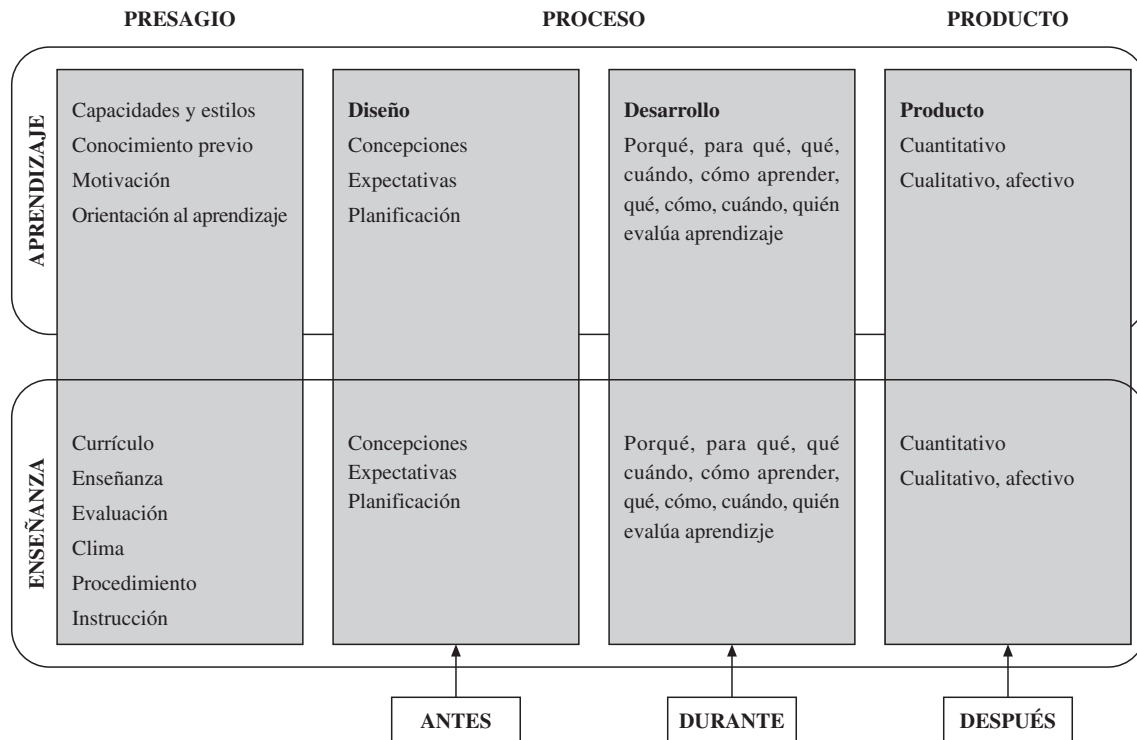 PRESAGIO
PROCESO
PRODUCTO
APRENDIZAJE
Capacidades y estilos
Conocimiento previo
Motivación
Orientación al aprendizaje
Diseño
Concepciones
Expectativas
Planificación
Desarrollo
Porqué, para qué, qué,
cuándo, cómo aprender,
qué, cómo, cuándo, quién
evalúa aprendizaje
Producto
Cuantitativo
Cualitativo, afectivo
ENSEÑANZA
Currículo
Enseñanza
Evaluación
Clima
Procedimiento
Instrucción
Concepciones
Expectativas
Planificación
Porqué, para qué, qué
cuándo, cómo aprender,
qué, cómo, cuándo, quién
evalúa aprendizje
Cuantitativo
Cualitativo, afectivo
ANTES
DURANTE
DESPUÉS